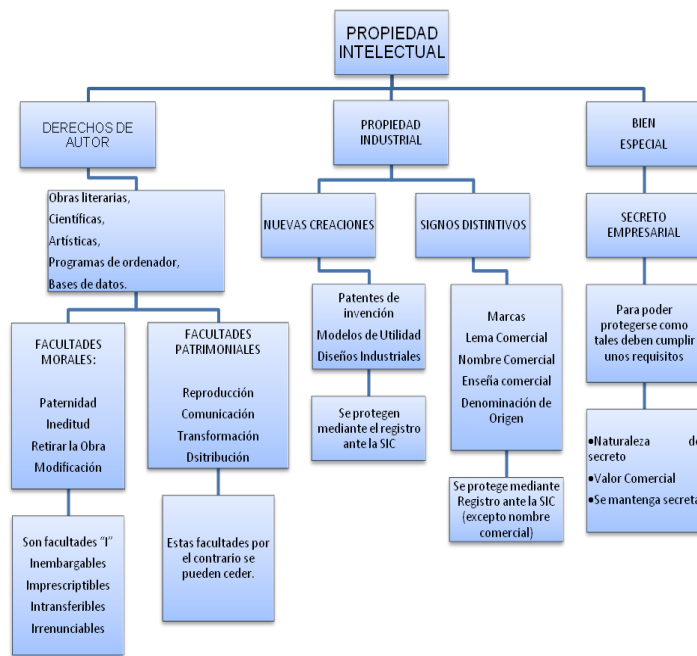 PROPIEDAD
INTELECTUAL
DERECHOS DE
AUTOR
Obras literarias,
Científicas,
Artísticas,
Programas de ordenador,
Bases de datos.
FACULTADES
MORALES:
Paternidad
Ineditud
Retirar la Obra
Modificación
Son facultades "I"
Inembargables
Imprescriptibles
Intransferibles
Irrenunciables
FACULTADES
PATRIMONIALES
Reproducción
Comunicación
Transformación
Dsitribución
Estas facultades por
el contrario se
pueden ceder.
PROPIEDAD
INDUSTRIAL
NUEVAS CREACIONES
Patentes de
invención
Modelos de Utilidad
Diseños Industriales
Se protegen
mediante el registro
ante la SIC
SIGNOS DISTINTIVOS
Marcas
Lema Comercial
Nombre Comercial
Enseña comercial
Denominación de
Origen
Se protege mediante
Registro ante la SIC
(excepto nombre
comercial)
BIEN
ESPECIAL
SECRETO
EMPRESARIAL
Para poder
protegerse como
tales deben cumplir
unos requisitos
•Naturaleza de
secreto
•Valor Comercial
•Se mantenga secreta